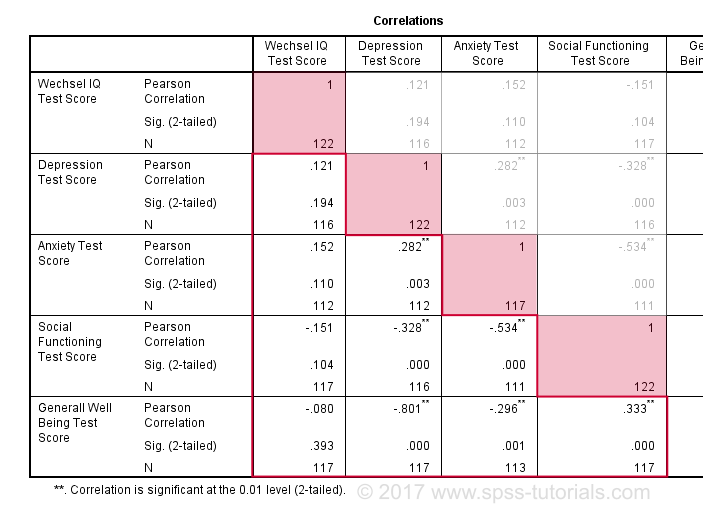 Correlations
Wechsel IQ Test Score Depression Test Score Anxiety Test Score Social Functioning Test Score
Wechsel IQ Test Score Pearson Correlation 1 .121 .152 -.151
Sig. (2-tailed) .194 .110 .104
N 122 116 112 117
Depression Test Score Pearson Correlation .121 1 .282** -.328**
Sig. (2-tailed) .194 .003 .000
N 116 122 112 116
Anxiety Test Score Pearson Correlation .152 .282** 1 -.534**
Sig. (2-tailed) .110 .003 .000
N 112 112 117 111
Social Functioning Test Score Pearson Correlation -.151 -.328** -.534** 1
Sig. (2-tailed) .104 .000 .000
N 117 116 111 122
Generall Well Being Test Score Pearson Correlation -.080 -.801** -.296** .333**
Sig. (2-tailed) .393 .000 .001 .000
N 117 117 113 117
**. Correlation is significant at the 0.01 level (2-tailed). © 2017 www.spss-tutorials.com